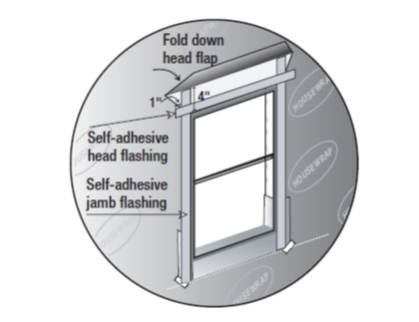 Fold down
head flap
1"
4"
Self-adhesive
head flashing
Self-adhesive
jamb flashing
HOUSEWRAP
HOUSEWRAP
HOUSEWRAP